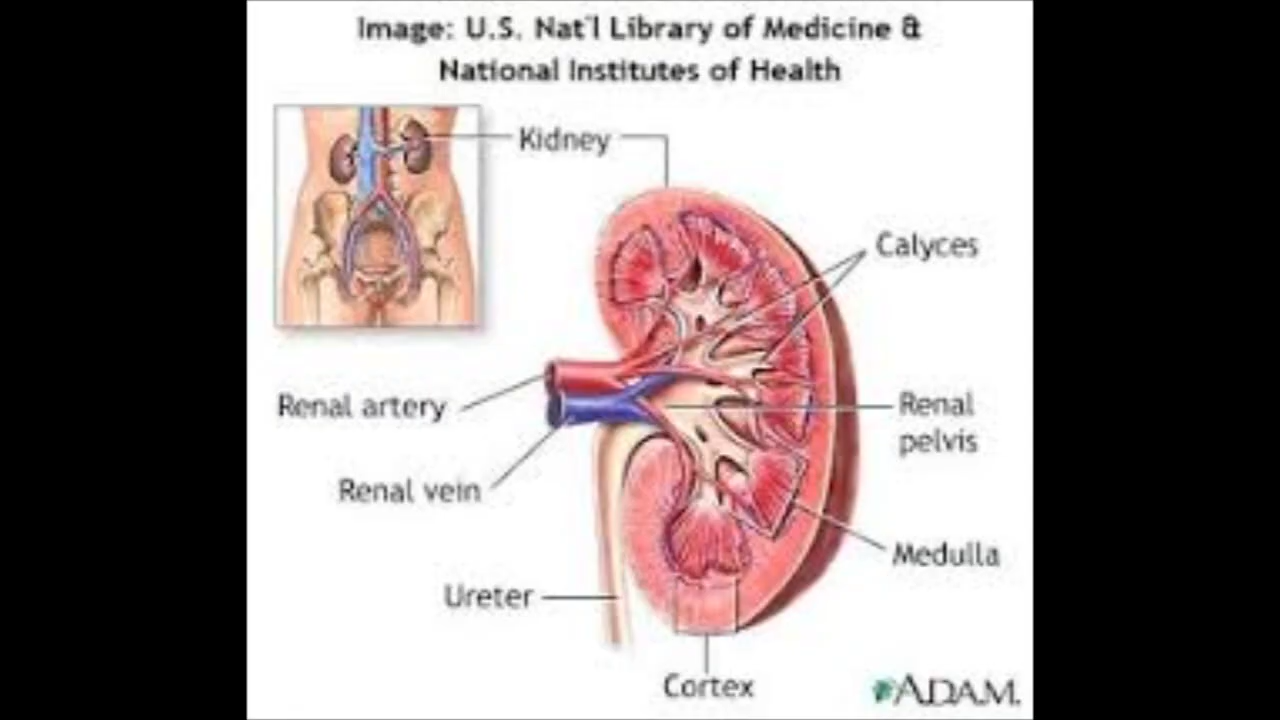 Image: U.S. Nat'l Library of Medicine &
National Institutes of Health
Kidney
Calyces
Renal artery
Renal
pelvis
Renal vein
Medulla
Ureter
Cortex
A.D.A.M.